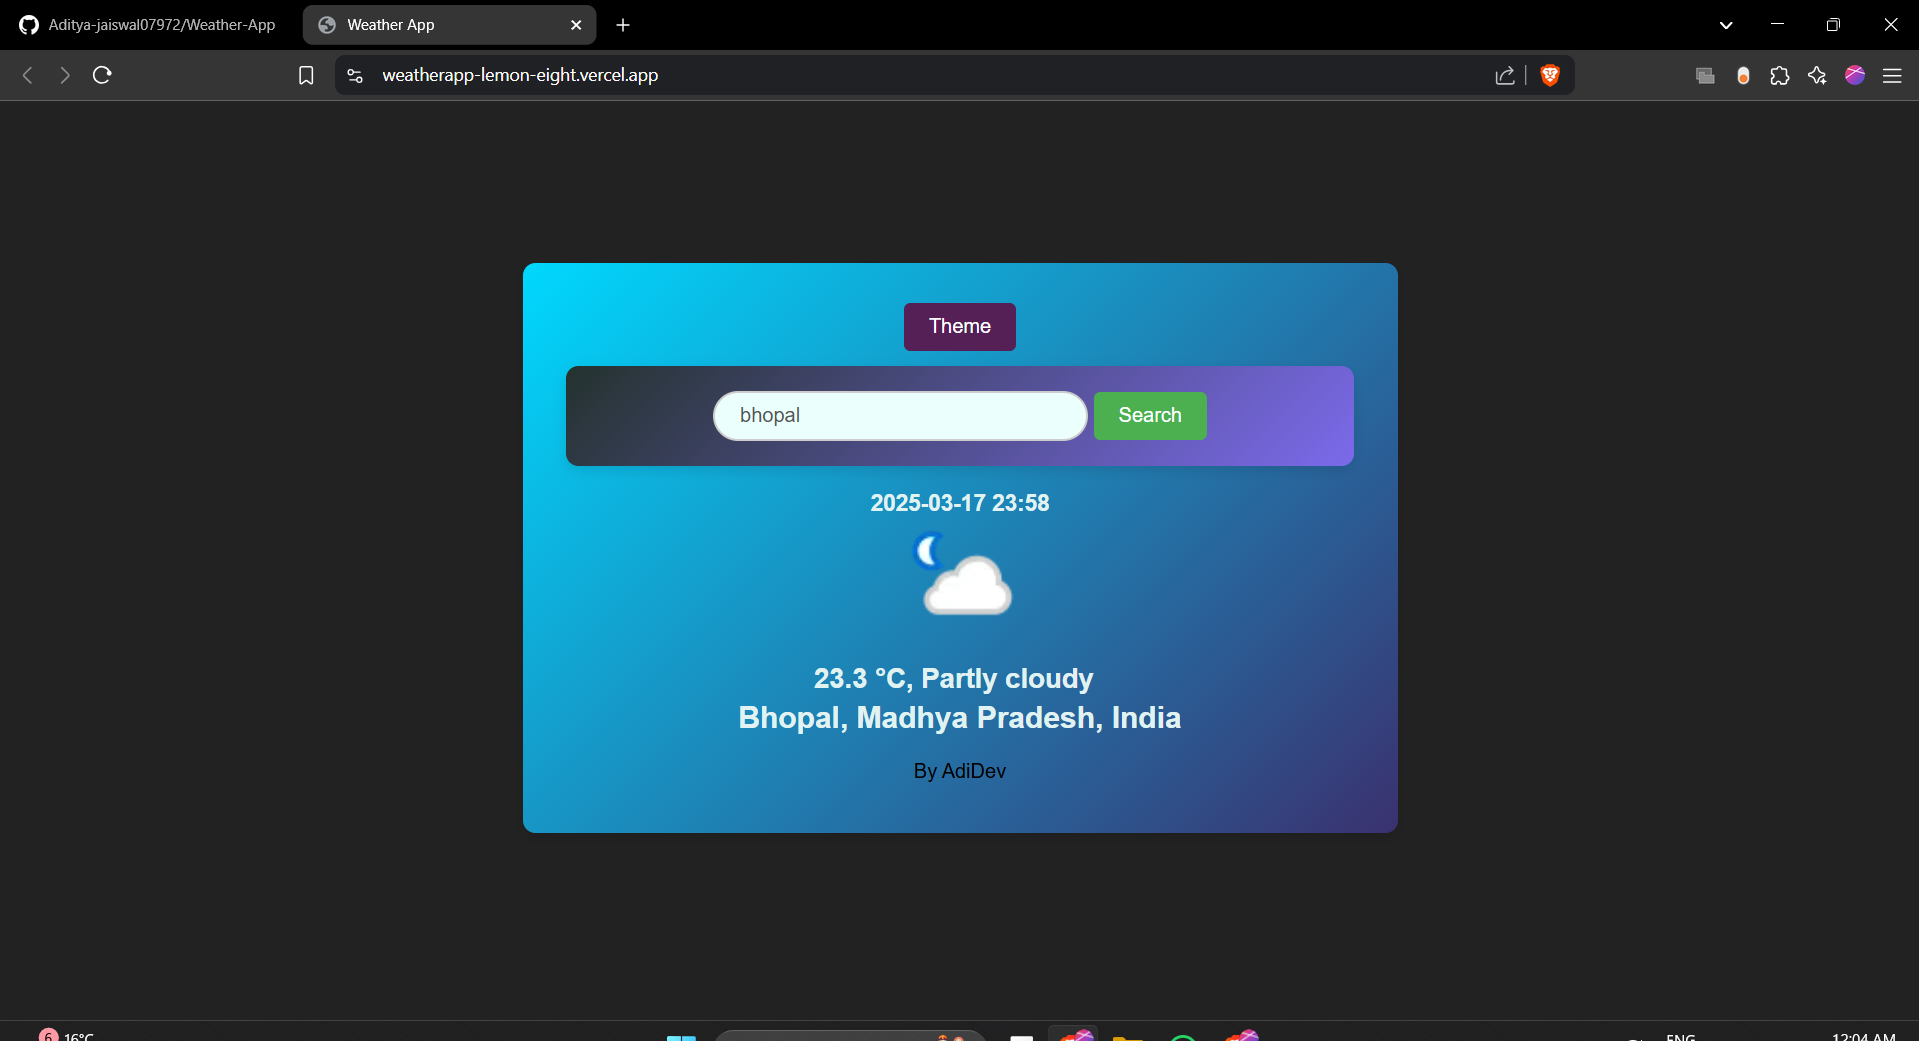 Aditya-jaiswal07972/Weather-App
Weather App
weatherapp-lemon-eight.vercel.app
Theme
bhopal
Search
2025-03-17 23:58
23.3 °C, Partly cloudy
Bhopal, Madhya Pradesh, India
By AdiDev
6
16°C
ENG
12:04 AM